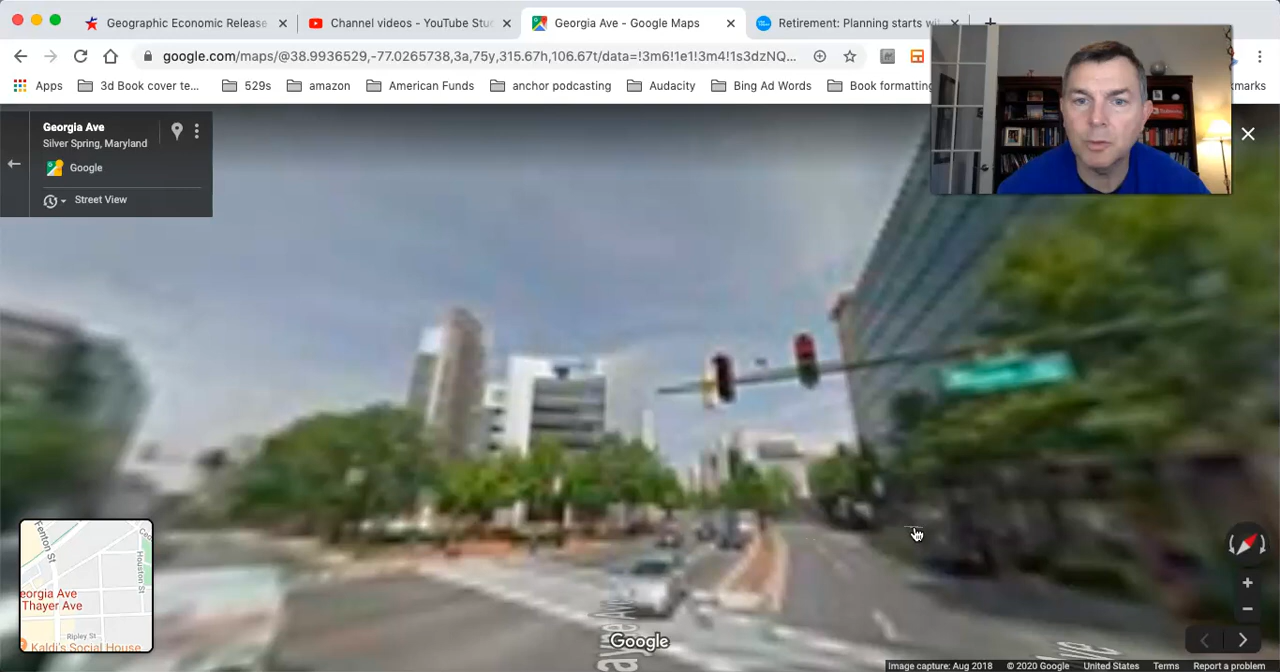 Geographic Economic Release
Channel videos - YouTube Stu
Georgia Ave - Google Maps
Retirement: Planning starts wi
google.com/maps/@38.9936529,-77.0265738,3a,75y,315.67h,106.67t/data=!3m6!1e1!3m4!1s3dzNQ...
Apps
3d Book cover te...
529s
amazon
American Funds
anchor podcasting
Audacity
Bing Ad Words
Book formatting
kmarks
Georgia Ave
Silver Spring, Maryland
Google
Street View
Fenton St
Houston St
eorgia Ave
Thayer Ave
Ripley St
Kaldi's Social House
Google
Image capture: Aug 2018 © 2020 Google United States Terms Report a problem